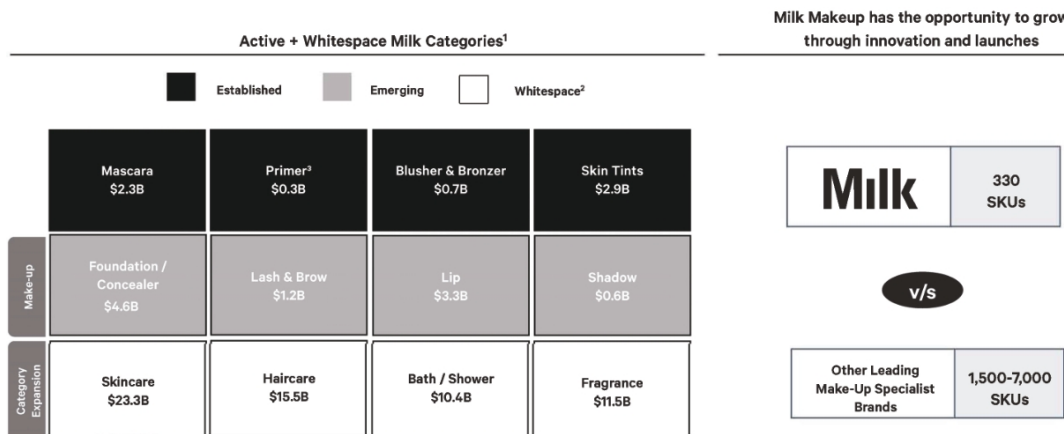 Active + Whitespace Milk Categories¹
Established
Emerging
Whitespace²
Mascara
$2.3B
Primer³
$0.3B
Blusher & Bronzer
$0.7B
Skin Tints
$2.9B
Make-up
Foundation /
Concealer
$4.6B
Lash & Brow
$1.2B
Lip
$3.3B
Shadow
$0.6B
Category
Expansion
Skincare
$23.3B
Haircare
$15.5B
Bath / Shower
$10.4B
Fragrance
$11.5B
Milk Makeup has the opportunity to grow
through innovation and launches
Milk
330
SKUs
v/s
Other Leading
Make-Up Specialist
Brands
1,500-7,000
SKUs